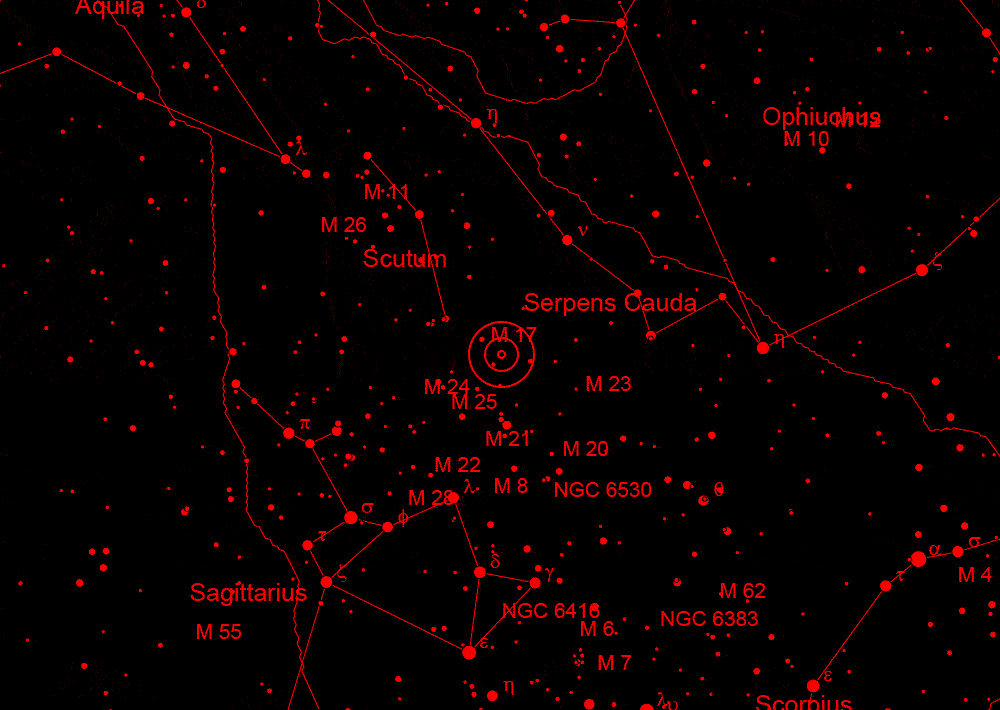 Aquila
δ
η
Ophiuchus
M 12
M 10
λ
M 11
M 26
ν
Scutum
ξ
Serpens Cauda
M 17
η
M 24
M 23
M 25
π
M 21
M 20
M 22
M 8
NGC 6530
θ
λ
M 28
σ
φ
τ
σ
α
δ
γ
ζ
τ
M 4
Sagittarius
M 62
NGC 6416
NGC 6383
M 55
M 6
ε
M 7
ε
η
Scorpius
λ
υ